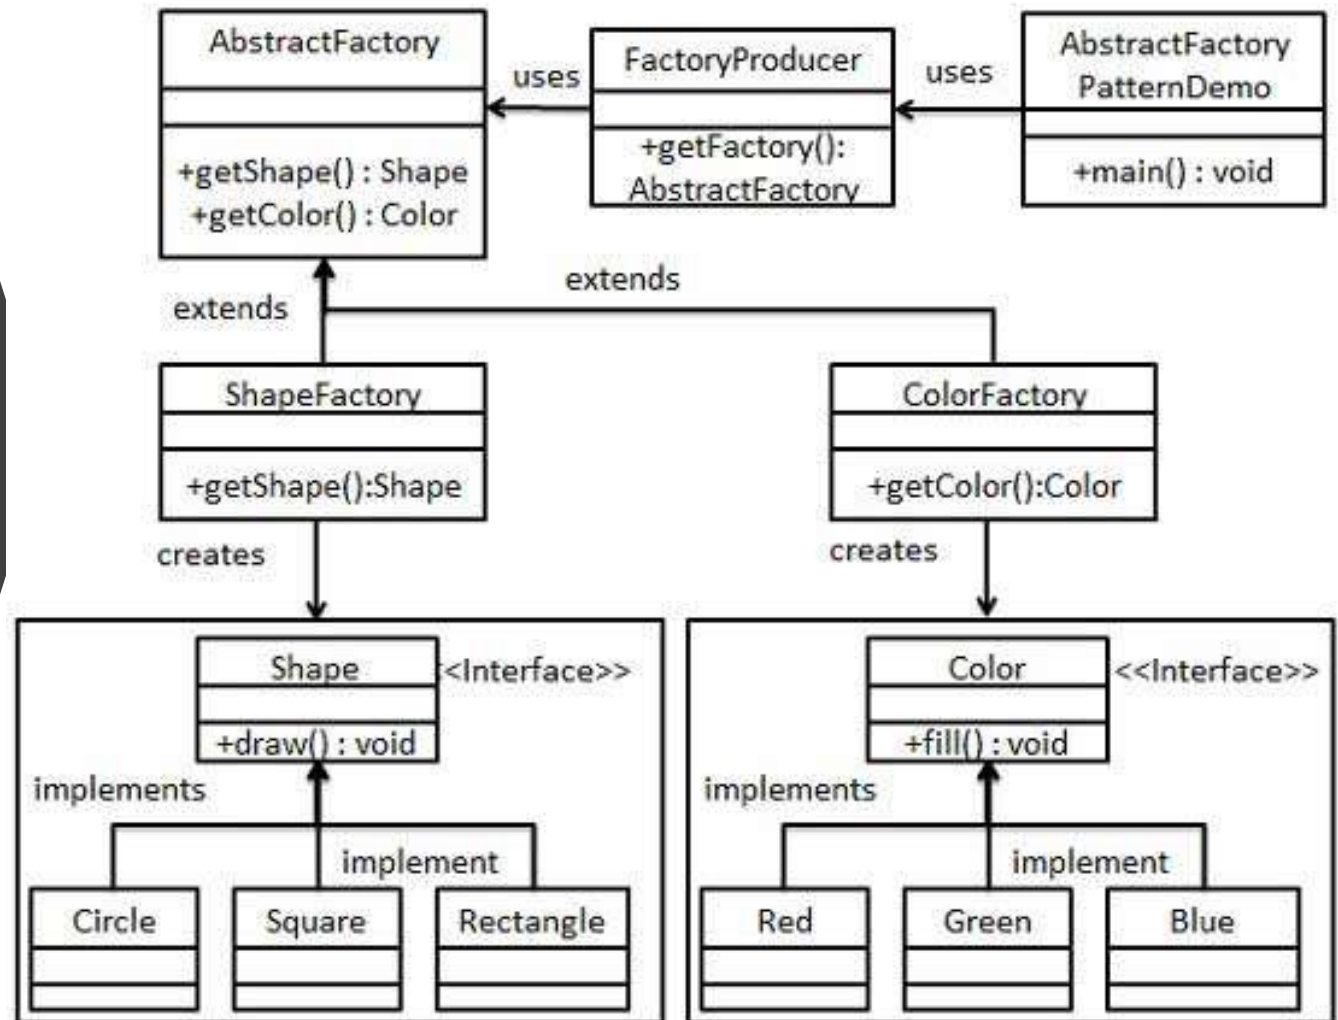 AbstractFactory
+getShape() : Shape
+getColor() : Color
uses
FactoryProducer
+getFactory():
AbstractFactory
uses
AbstractFactory
PatternDemo
+main() : void
extends
extends
ShapeFactory
+getShape():Shape
ColorFactory
+getColor():Color
creates
creates
Shape
<<Interface>>
+draw() : void
implements
implement
Circle
Square
Rectangle
Color
<<Interface>>
+fill() : void
implements
implement
Red
Green
Blue